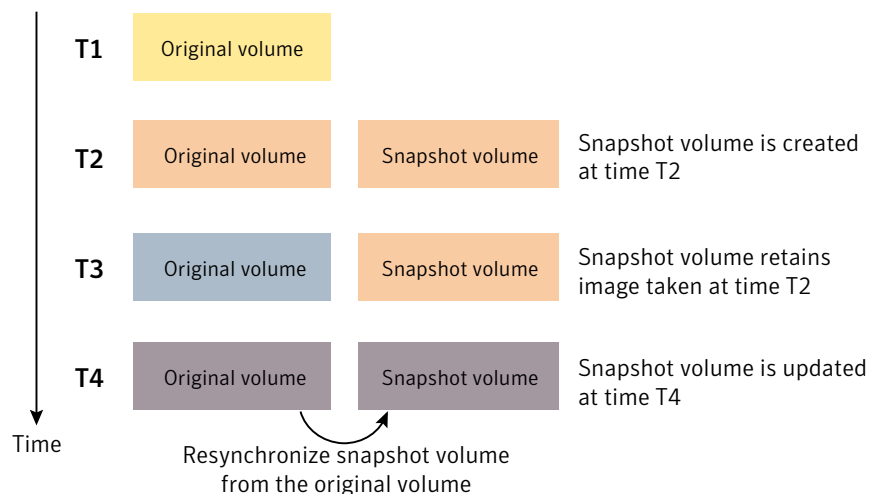 T1
Original volume
T2
Original volume
Snapshot volume
Snapshot volume is created
at time T2
T3
Original volume
Snapshot volume
Snapshot volume retains
image taken at time T2
T4
Original volume
Snapshot volume
Snapshot volume is updated
at time T4
Time
Resynchronize snapshot volume
from the original volume